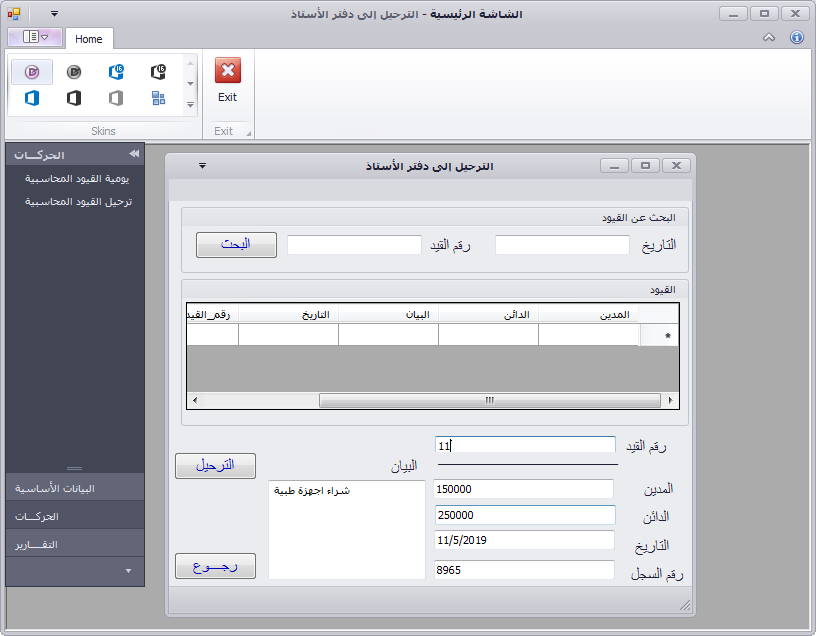 الشاشة الرئيسية - الترحيل إلى دفتر الأستاذ
Home
Exit
Skins
Exit
الحركـــات
يومية القيود المحاسبية
ترحيل القيود المحاسبية
البيانات الأساسية
الحركـــات
التقـــارير
الترحيل إلى دفتر الأستاذ
البحث عن القيود
التاريخ
رقم القيد
البحث
القيود
المدين
الدائن
البيان
التاريخ
رقم_القيد
*
رقم القيد
11
البيان
الترحيل
المدين
150000
شراء اجهزة طبية
الدائن
250000
التاريخ
11/5/2019
رقم السجل
8965
رجـــوع